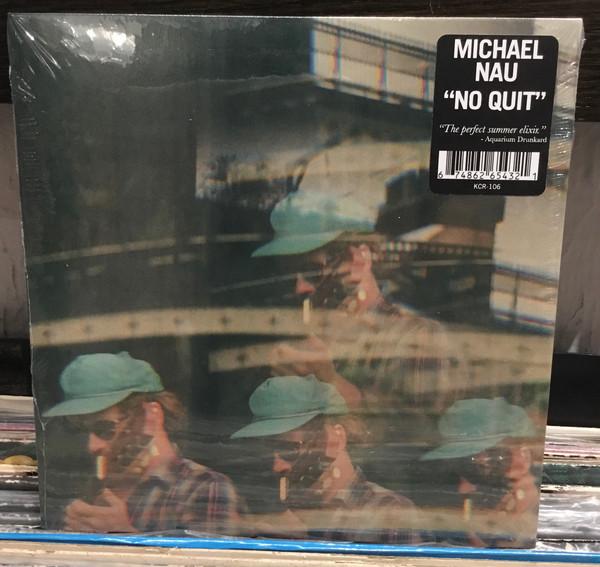 MICHAEL
NAU
“NO QUIT”
“The perfect summer elixir.”
- Aquarium Drunkard
6 74862 65432 1
KCR-106